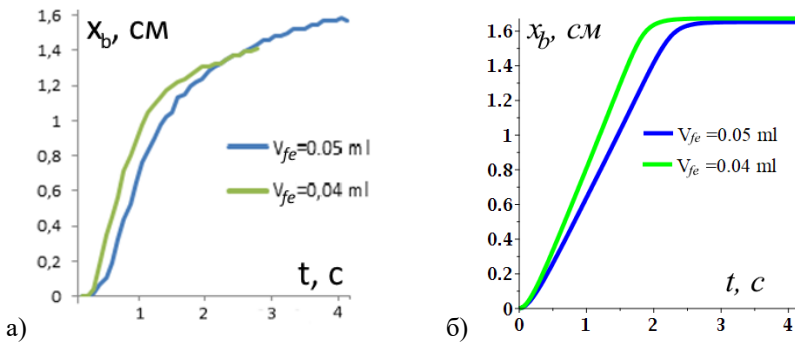 x_b, см
1,6
1,4
1,2
1
0,8
0,6
0,4
0,2
0
V_fe=0.05 ml
V_fe=0,04 ml
t, с
1 2 3 4
а)
x_b, см
1.6
1.4
1.2
1
0.8
0.6
0.4
0.2
0
V_fe =0.05 ml
V_fe =0.04 ml
t, с
0 1 2 3 4
б)